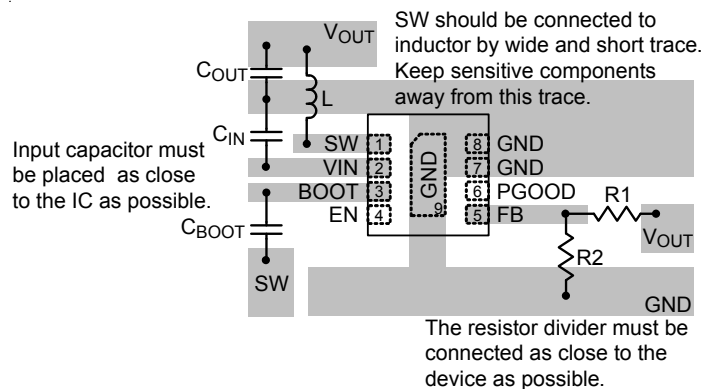 SW should be connected to
inductor by wide and short trace.
Keep sensitive components
away from this trace.
VOUT
COUT
L
CIN
Input capacitor must
be placed as close
to the IC as possible.
SW 1 8 GND
VIN 2 7 GND
BOOT 3 6 PGOOD
EN 4 5 FB
GND
9
R1
CBOOT
VOUT
R2
SW
GND
The resistor divider must be
connected as close to the
device as possible.